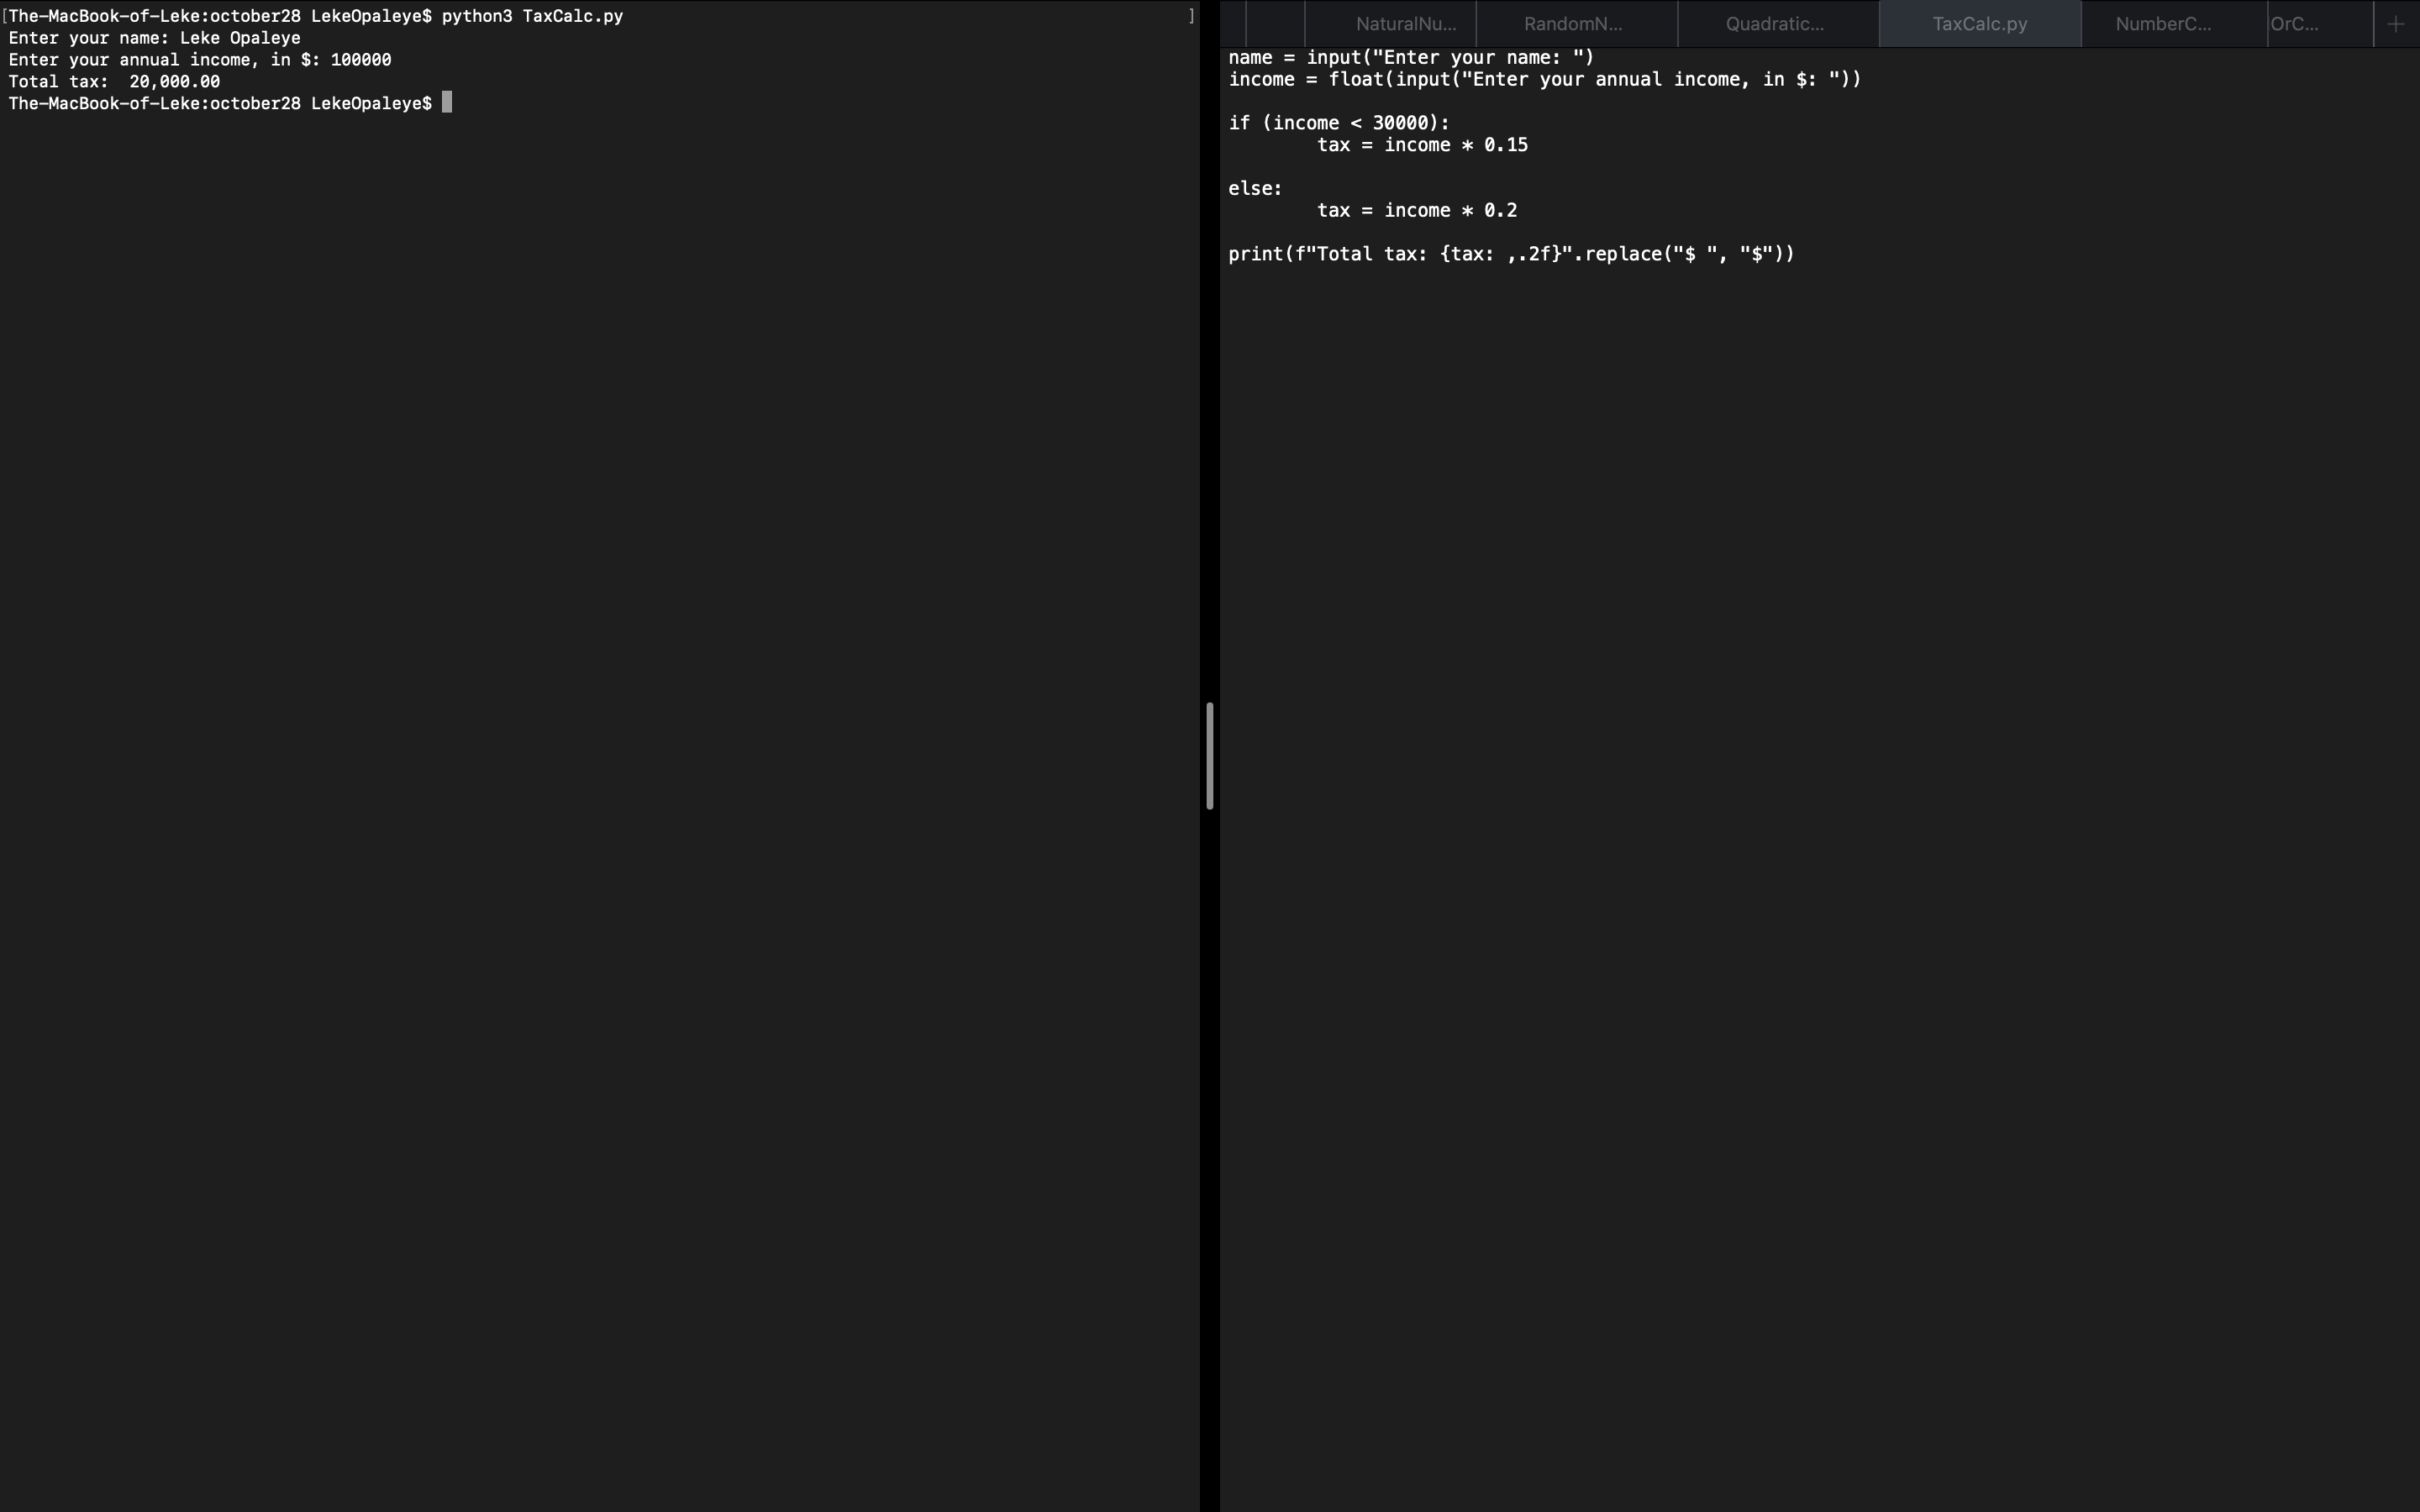 [The-MacBook-of-Leke:october28 LekeOpaleye$ python3 TaxCalc.py ]
Enter your name: Leke Opaleye
Enter your annual income, in $: 100000
Total tax:  20,000.00
The-MacBook-of-Leke:october28 LekeOpaleye$
NaturalNu... RandomN... Quadratic... TaxCalc.py NumberC... OrC... +
name = input("Enter your name: ")
income = float(input("Enter your annual income, in $: "))
if (income < 30000):
        tax = income * 0.15
else:
        tax = income * 0.2
print(f"Total tax: {tax: ,.2f}".replace("$ ", "$"))